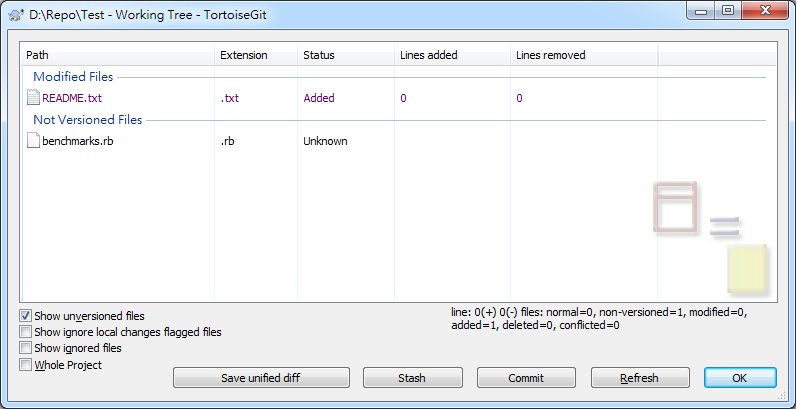 D:\Repo\Test - Working Tree - TortoiseGit
Path Extension Status Lines added Lines removed
Modified Files
README.txt .txt Added 0 0
Not Versioned Files
benchmarks.rb .rb Unknown
Show unversioned files
Show ignore local changes flagged files
Show ignored files
Whole Project
line: 0(+) 0(-) files: normal=0, non-versioned=1, modified=0,
added=1, deleted=0, conflicted=0
Save unified diff Stash Commit Refresh OK